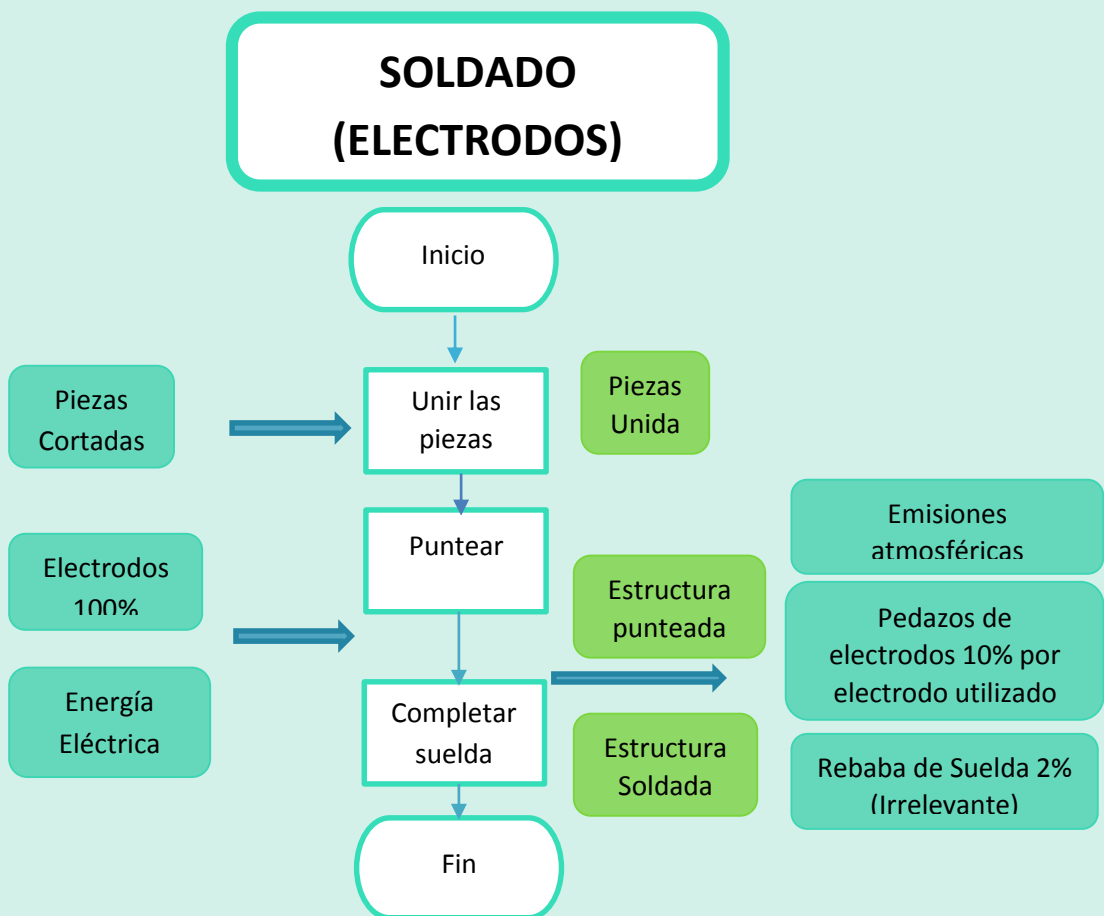 SOLDADO
(ELECTRODOS)
Inicio
Piezas
Cortadas
Unir las
piezas
Piezas
Unida
Puntear
Electrodos
100%
Energía
Eléctrica
Estructura
punteada
Completar
suelda
Estructura
Soldada
Emisiones
atmosféricas
Pedazos de
electrodos 10% por
electrodo utilizado
Rebaba de Suelda 2%
(Irrelevante)
Fin